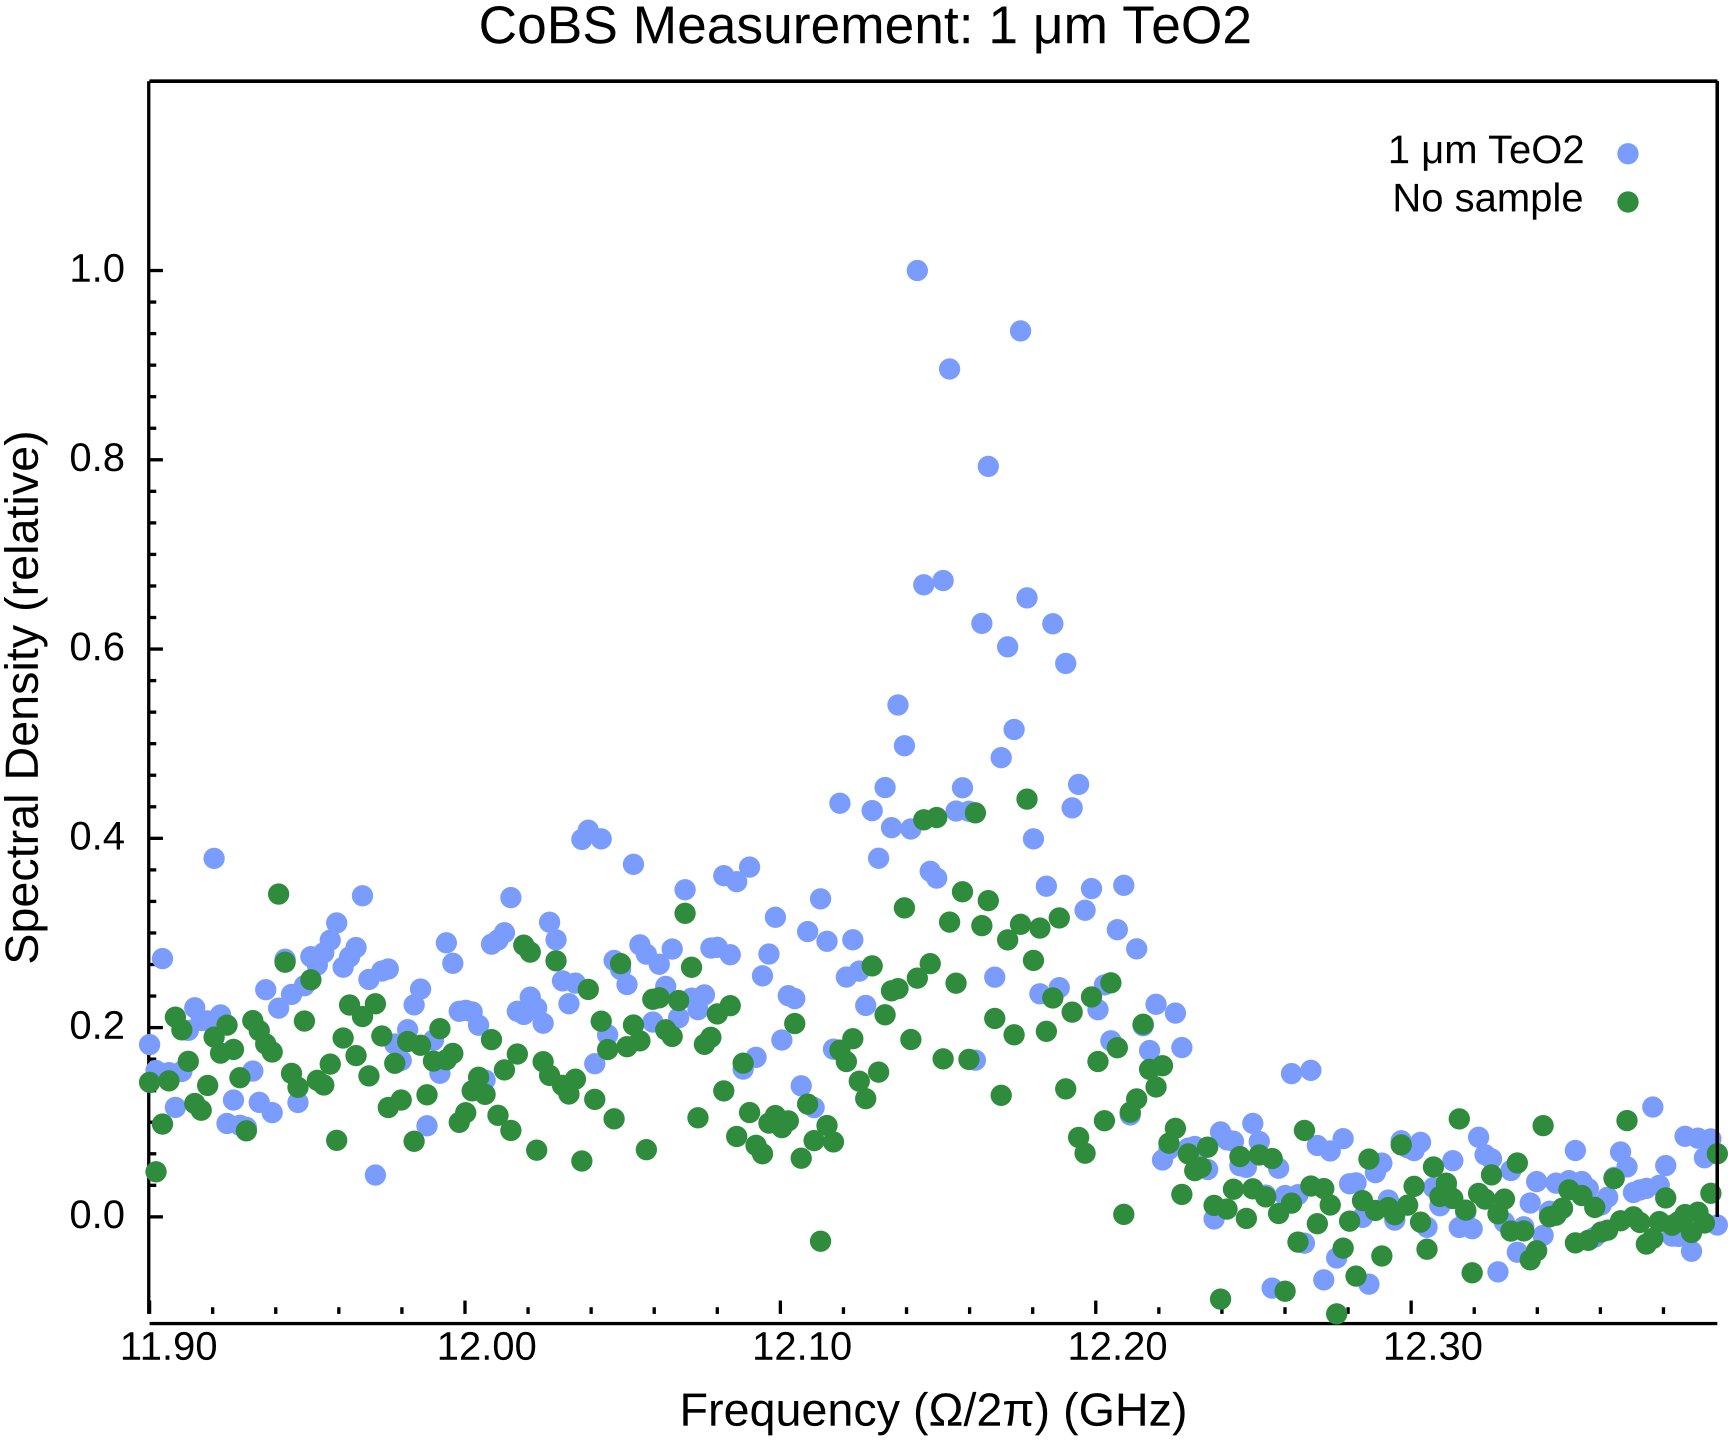 CoBS Measurement: 1 μm TeO2
1 μm TeO2
No sample
1.0
0.8
0.6
0.4
0.2
0.0
Spectral Density (relative)
11.90 12.00 12.10 12.20 12.30
Frequency (Ω/2π) (GHz)